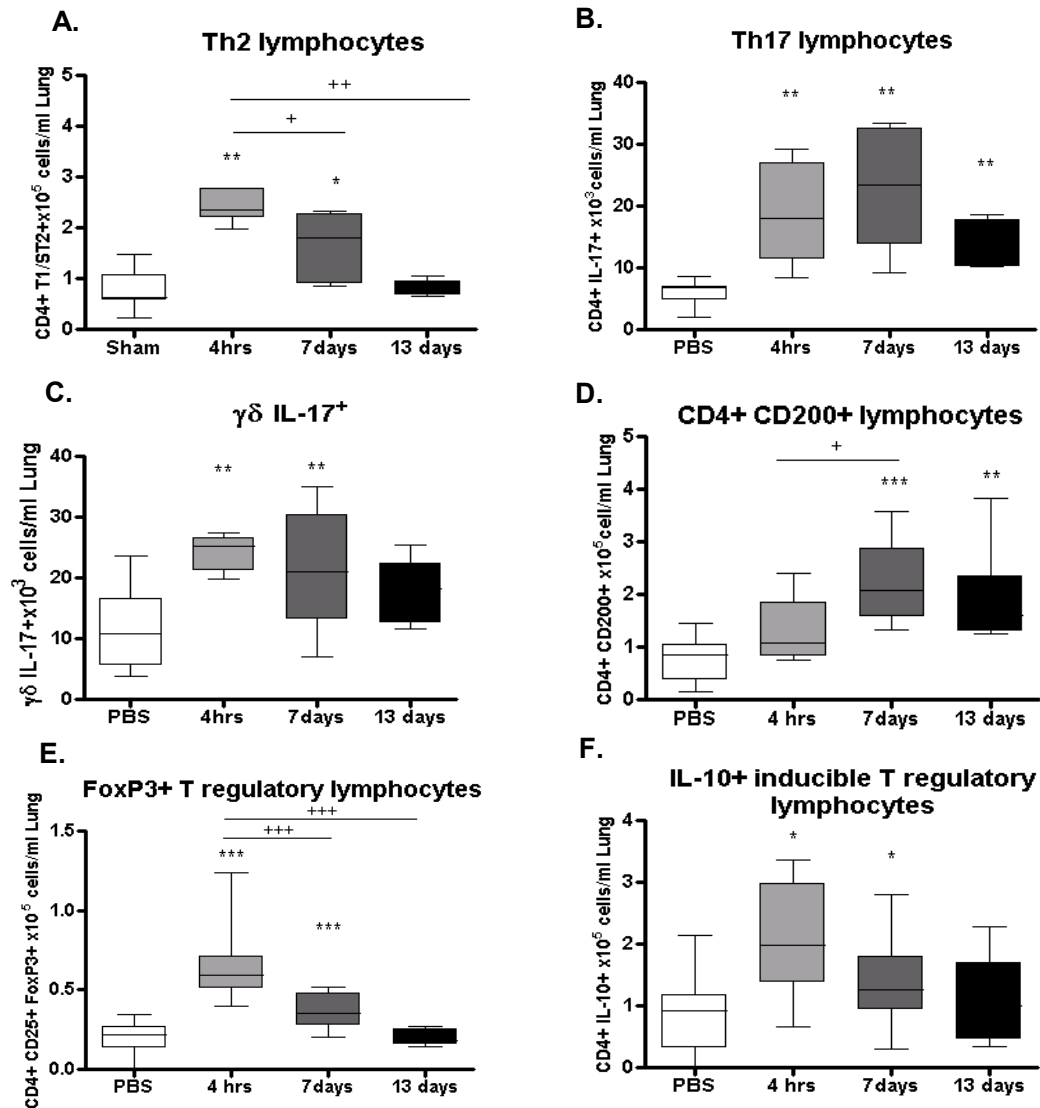 A.
Th2 lymphocytes
CD4+ T1/ST2+x10⁵ cells/ml Lung
5
4
3
2
1
0
++
+
**
*
Sham 4hrs 7days 13 days
B.
Th17 lymphocytes
CD4+ IL-17+ x10³cells/ml Lung
40
30
20
10
0
**
**
**
PBS 4hrs 7days 13 days
C.
γδ IL-17⁺
γδ IL-17+x10³ cells/ml Lung
40
30
20
10
0
**
**
PBS 4hrs 7days 13 days
D.
CD4+ CD200+ lymphocytes
CD4+ CD200+ x10⁵cell/ml Lung
5
4
3
2
1
0
+
***
**
PBS 4 hrs 7days 13 days
E.
FoxP3+ T regulatory lymphocytes
CD4+ CD25+ FoxP3+ x10⁵ cells/ml Lung
1.5
1.0
0.5
0.0
+++
+++
***
***
PBS 4 hrs 7days 13 days
F.
IL-10+ inducible T regulatory
lymphocytes
CD4+ IL-10+ x10⁵ cells/ml Lung
4
3
2
1
0
*
*
PBS 4 hrs 7days 13 days